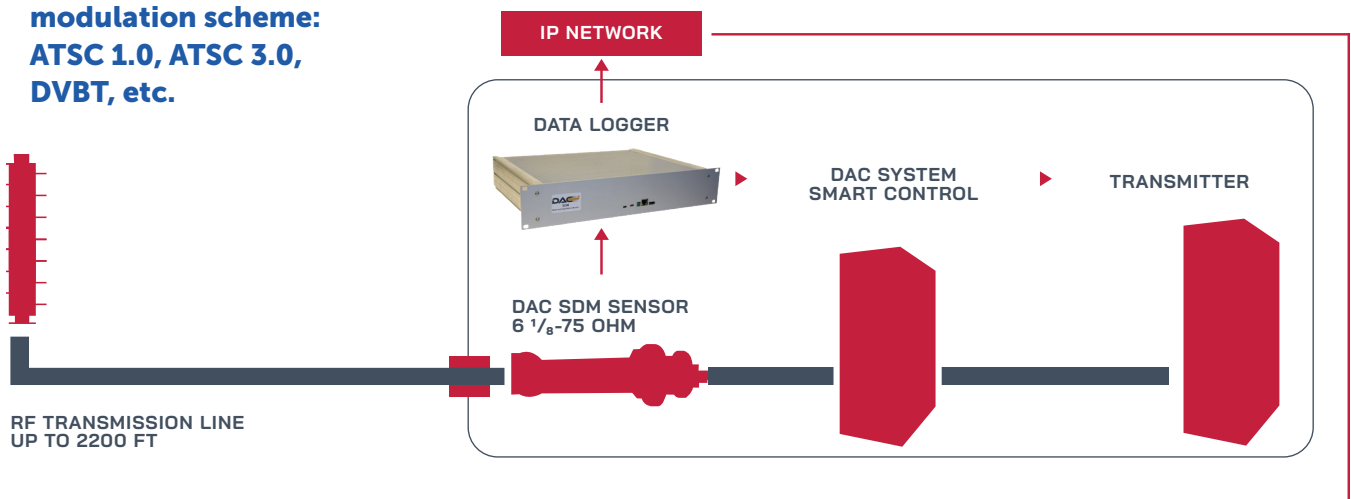 modulation scheme:
ATSC 1.0, ATSC 3.0,
DVBT, etc.
IP NETWORK
DATA LOGGER
DAC
DAC SYSTEM
SMART CONTROL
TRANSMITTER
DAC SDM SENSOR
6 1/8-75 OHM
RF TRANSMISSION LINE
UP TO 2200 FT